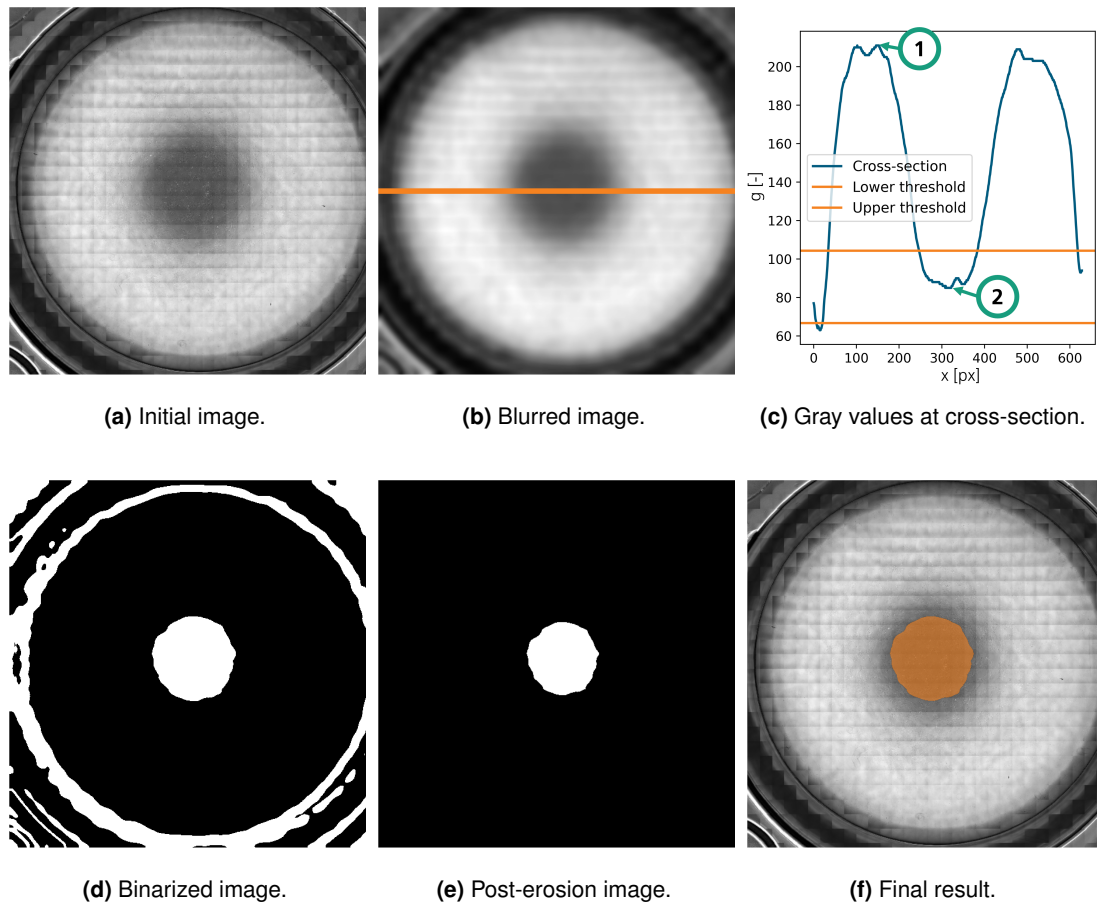 1
200
180
160
140
120
100
80
60
g [-]
Cross-section
Lower threshold
Upper threshold
2
0 100 200 300 400 500 600
x [px]
(a) Initial image.
(b) Blurred image.
(c) Gray values at cross-section.
(d) Binarized image.
(e) Post-erosion image.
(f) Final result.